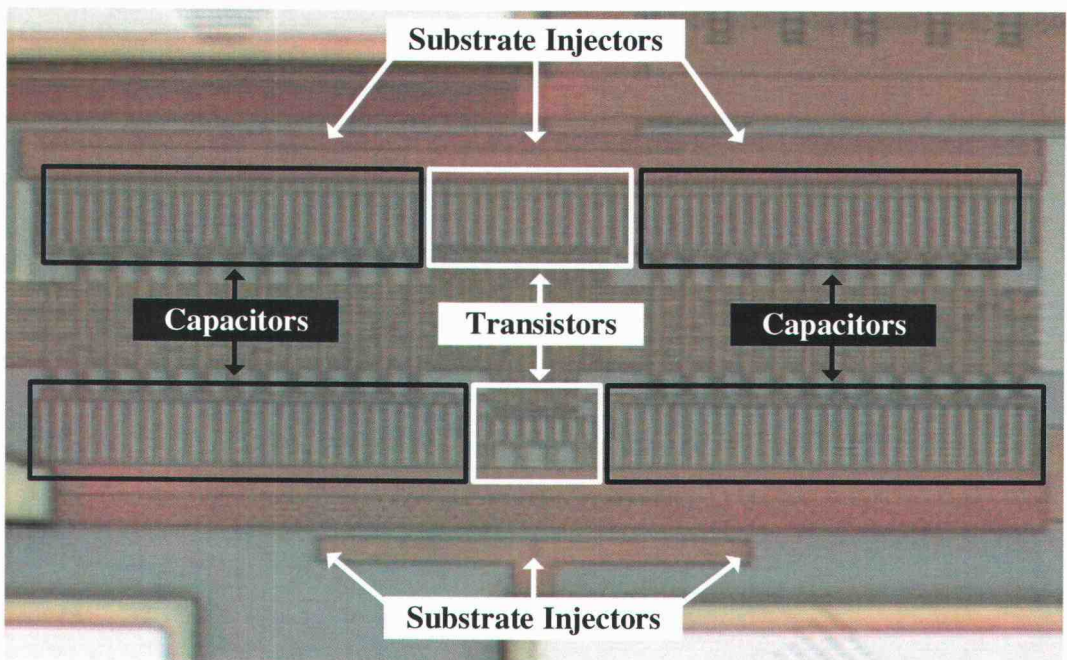 Substrate Injectors
Capacitors
Transistors
Capacitors
Substrate Injectors